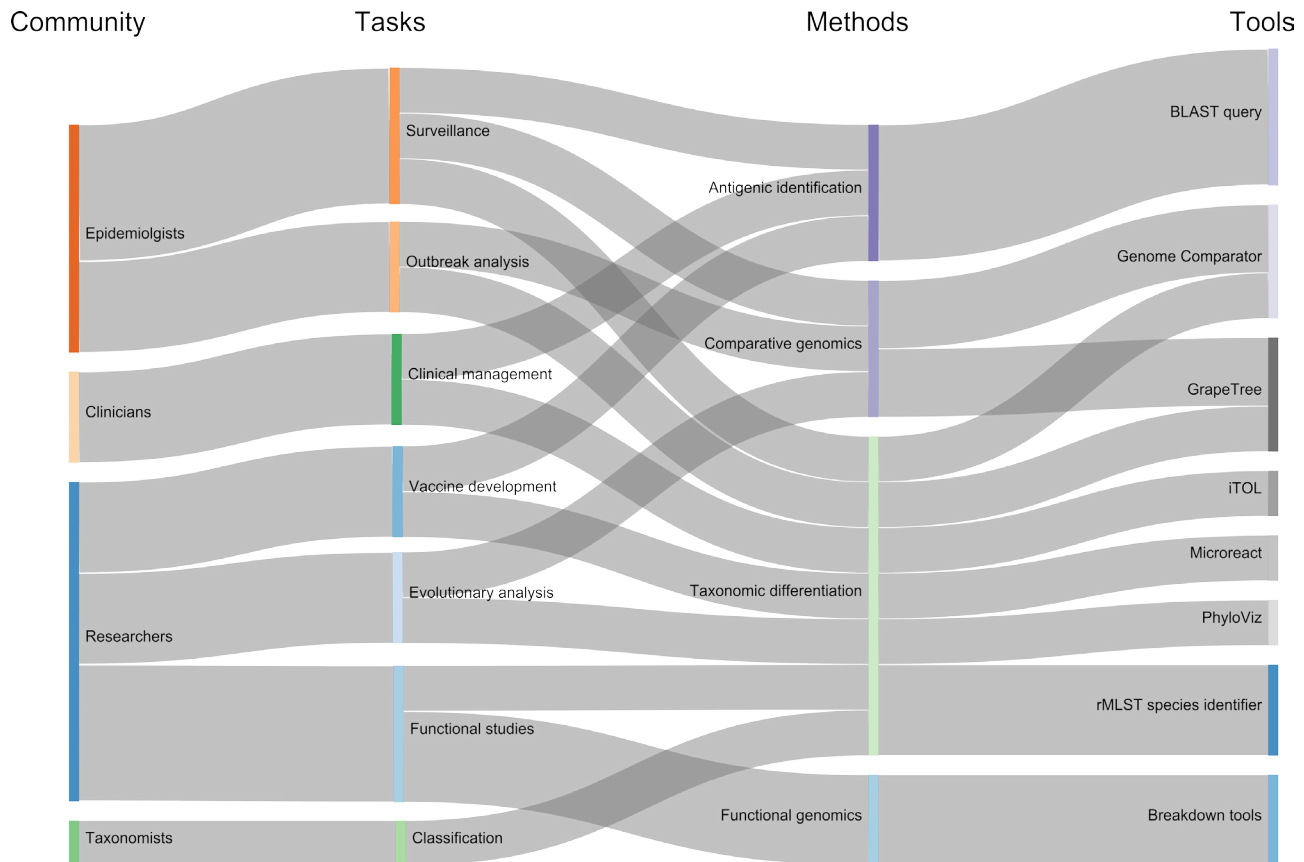 Community
Tasks
Methods
Tools
Epidemiolgists
Clinicians
Researchers
Taxonomists
Surveillance
Outbreak analysis
Clinical management
Vaccine development
Evolutionary analysis
Functional studies
Classification
Antigenic identification
Comparative genomics
Taxonomic differentiation
Functional genomics
BLAST query
Genome Comparator
GrapeTree
iTOL
Microreact
PhyloViz
rMLST species identifier
Breakdown tools